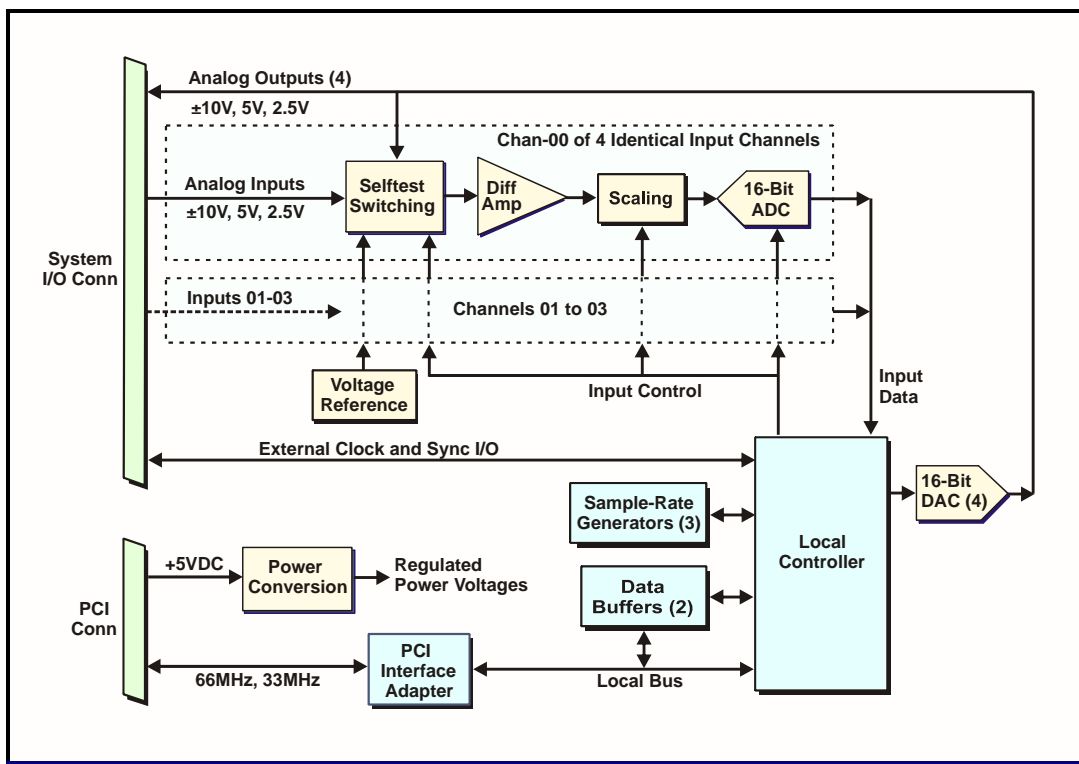 Analog Outputs (4)
±10V, 5V, 2.5V
Chan-00 of 4 Identical Input Channels
Analog Inputs
±10V, 5V, 2.5V
Selftest
Switching
Diff
Amp
Scaling
16-Bit
ADC
System
I/O Conn
Inputs 01-03
Channels 01 to 03
Voltage
Reference
Input Control
Input
Data
External Clock and Sync I/O
16-Bit
DAC (4)
Sample-Rate
Generators (3)
Local
Controller
+5VDC
Power
Conversion
Regulated
Power Voltages
Data
Buffers (2)
PCI
Conn
66MHz, 33MHz
PCI
Interface
Adapter
Local Bus